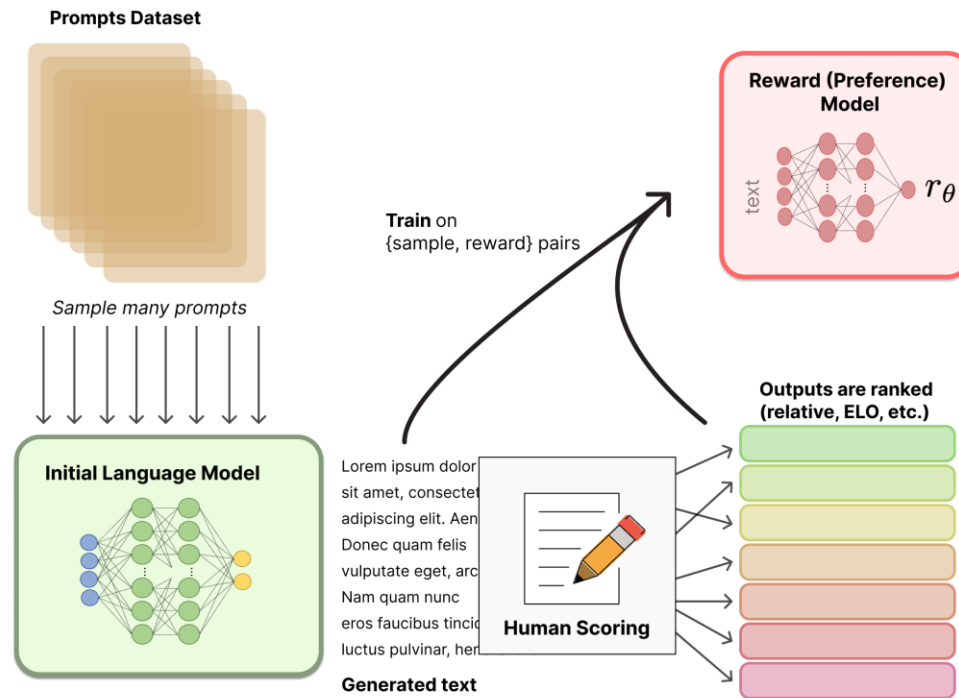 Prompts Dataset
Sample many prompts
Initial Language Model
Train on
{sample, reward} pairs
Reward (Preference)
Model
text
rθ
Lorem ipsum dolor
sit amet, consectet
adipiscing elit. Aen
Donec quam felis
vulputate eget, arc
Nam quam nunc
eros faucibus tincid
luctus pulvinar, her
Generated text
Human Scoring
Outputs are ranked
(relative, ELO, etc.)